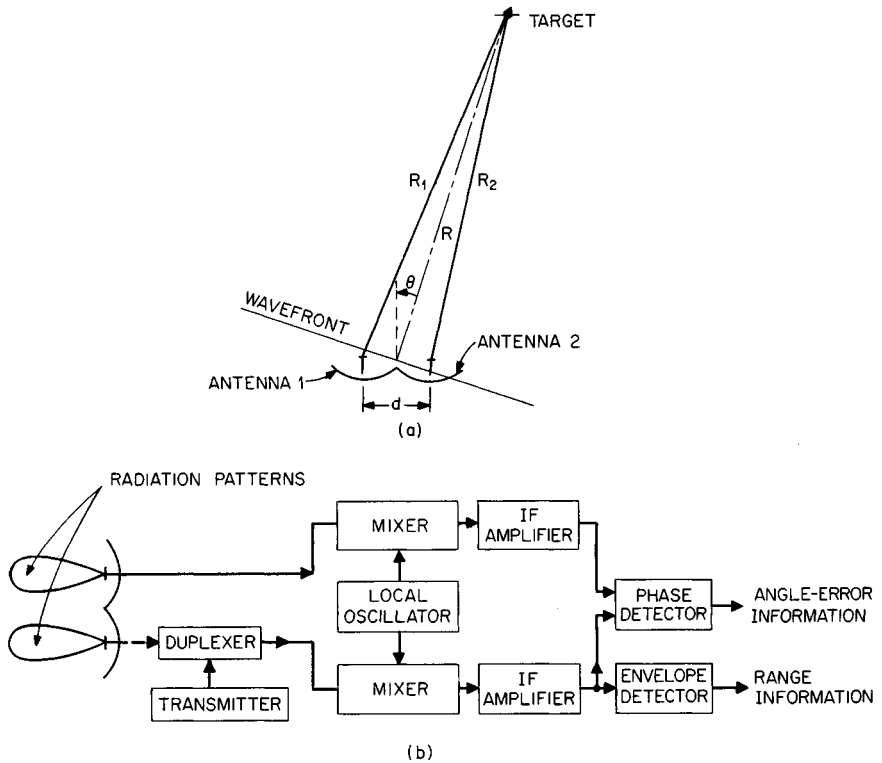 TARGET
R1
R2
R
θ
WAVEFRONT
ANTENNA 2
ANTENNA 1
d
(a)
RADIATION PATTERNS
MIXER
IF
AMPLIFIER
LOCAL
OSCILLATOR
PHASE
DETECTOR
ANGLE-ERROR
INFORMATION
DUPLEXER
TRANSMITTER
MIXER
IF
AMPLIFIER
ENVELOPE
DETECTOR
RANGE
INFORMATION
(b)